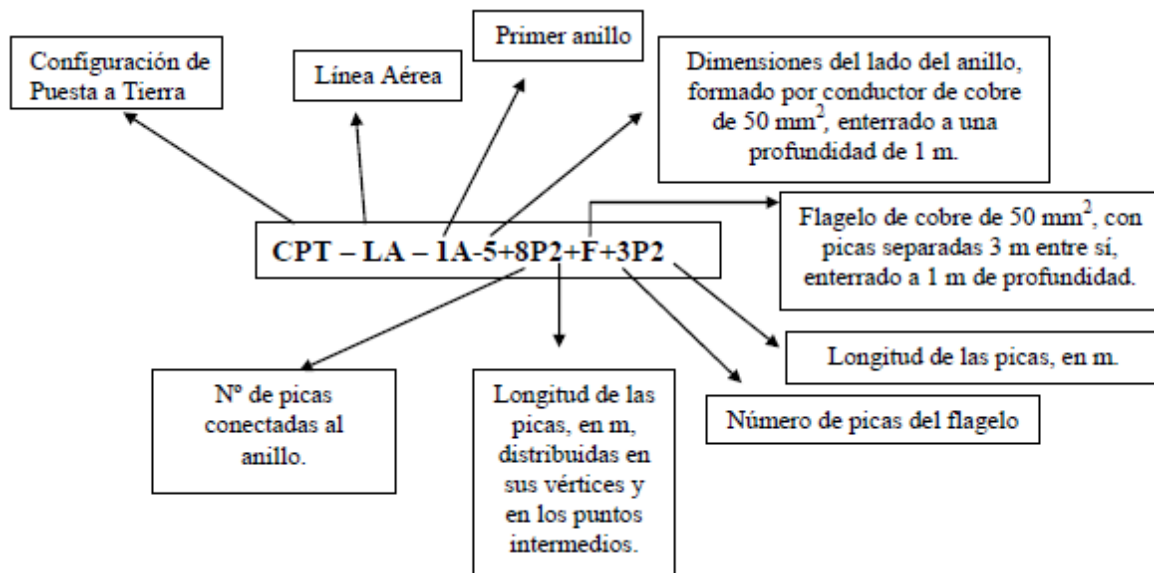 Primer anillo
Configuración de
Puesta a Tierra
Línea Aérea
Dimensiones del lado del anillo,
formado por conductor de cobre
de 50 mm², enterrado a una
profundidad de 1 m.
Flagelo de cobre de 50 mm², con
picas separadas 3 m entre sí,
enterrado a 1 m de profundidad.
CPT – LA – 1A-5+8P2+F+3P2
Longitud de las picas, en m.
Nº de picas
conectadas al
anillo.
Longitud de las
picas, en m,
distribuidas en
sus vértices y
en los puntos
intermedios.
Número de picas del flagelo